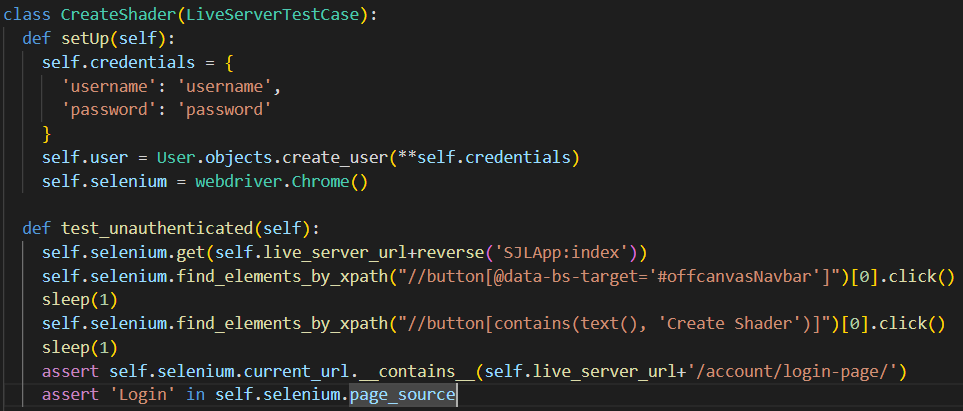 class CreateShader(LiveServerTestCase):
  def setUp(self):
    self.credentials = {
      'username': 'username',
      'password': 'password'
    }
    self.user = User.objects.create_user(**self.credentials)
    self.selenium = webdriver.Chrome()
  def test_unauthenticated(self):
    self.selenium.get(self.live_server_url+reverse('SJLApp:index'))
    self.selenium.find_elements_by_xpath("//button[@data-bs-target='#offcanvasNavbar']")[0].click()
    sleep(1)
    self.selenium.find_elements_by_xpath("//button[contains(text(), 'Create Shader')]")[0].click()
    sleep(1)
    assert self.selenium.current_url.__contains__(self.live_server_url+'/account/login-page/')
    assert 'Login' in self.selenium.page_source